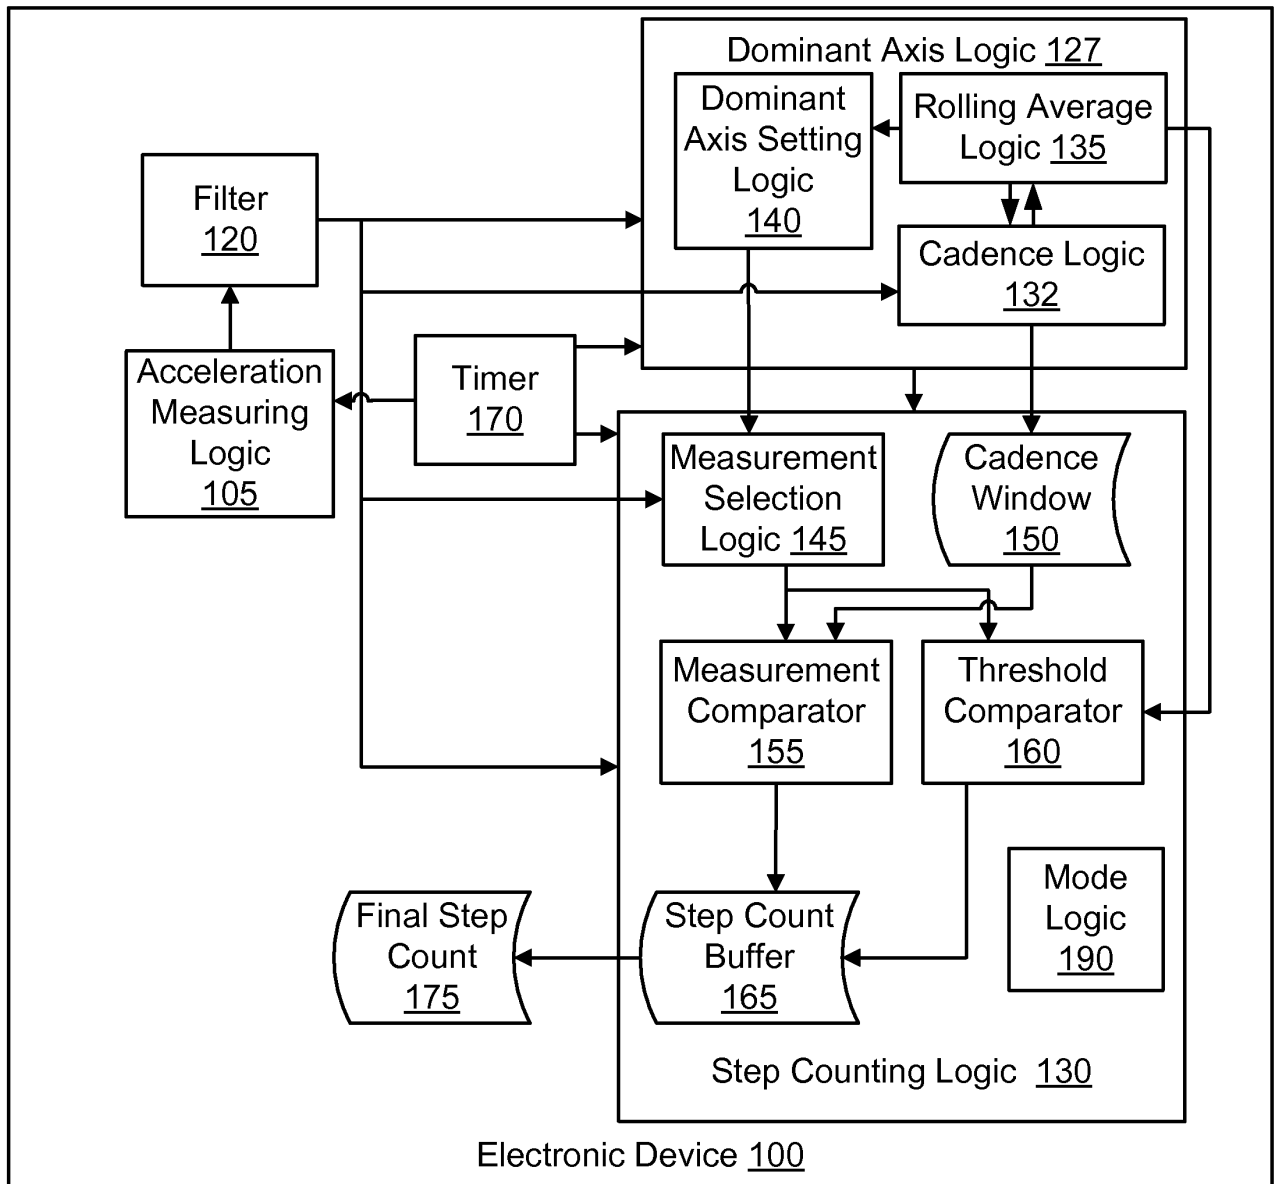 Dominant Axis Logic 127
Dominant
Axis Setting
Logic
140
Rolling Average
Logic 135
Filter
120
Cadence Logic
132
Acceleration
Measuring
Logic
105
Timer
170
Measurement
Selection
Logic 145
Cadence
Window
150
Measurement
Comparator
155
Threshold
Comparator
160
Mode
Logic
190
Final Step
Count
175
Step Count
Buffer
165
Step Counting Logic 130
Electronic Device 100